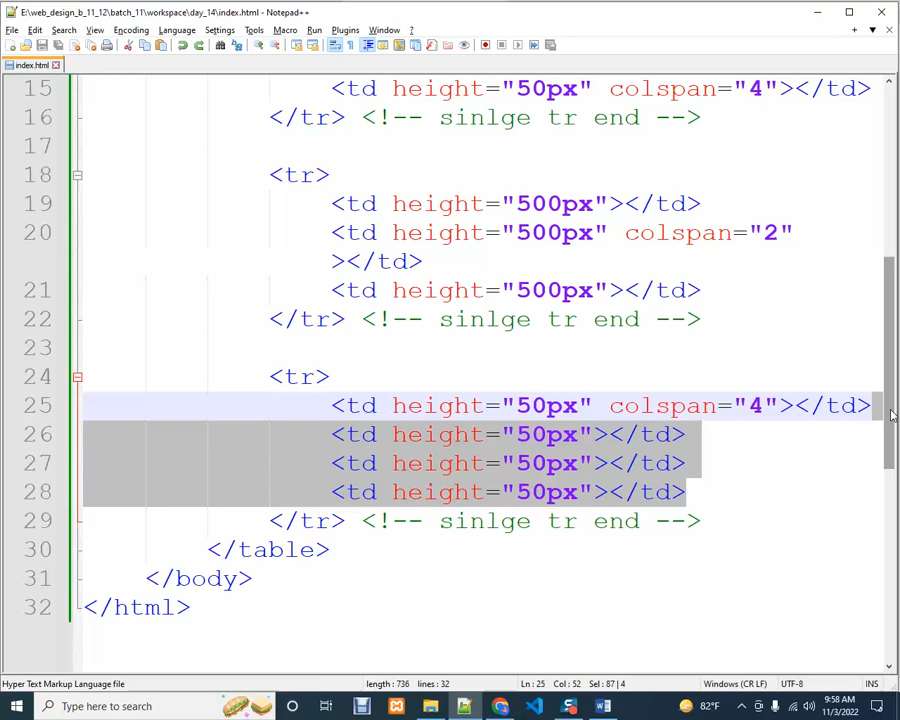 E:\web_design_b_11_12\batch_11\workspace\day_14\index.html - Notepad++
File Edit Search View Encoding Language Settings Tools Macro Run Plugins Window ?
index.html
15 <td height="50px" colspan="4"></td>
16 </tr> <!-- sinlge tr end -->
17
18 <tr>
19 <td height="500px"></td>
20 <td height="500px" colspan="2"
></td>
21 <td height="500px"></td>
22 </tr> <!-- sinlge tr end -->
23
24 <tr>
25 <td height="50px" colspan="4"></td>
26 <td height="50px"></td>
27 <td height="50px"></td>
28 <td height="50px"></td>
29 </tr> <!-- sinlge tr end -->
30 </table>
31 </body>
32 </html>
Hyper Text Markup Language file length : 736 lines : 32 Ln : 25 Col : 52 Sel : 87 | 4 Windows (CR LF) UTF-8 INS
Type here to search 82°F 9:58 AM
11/3/2022